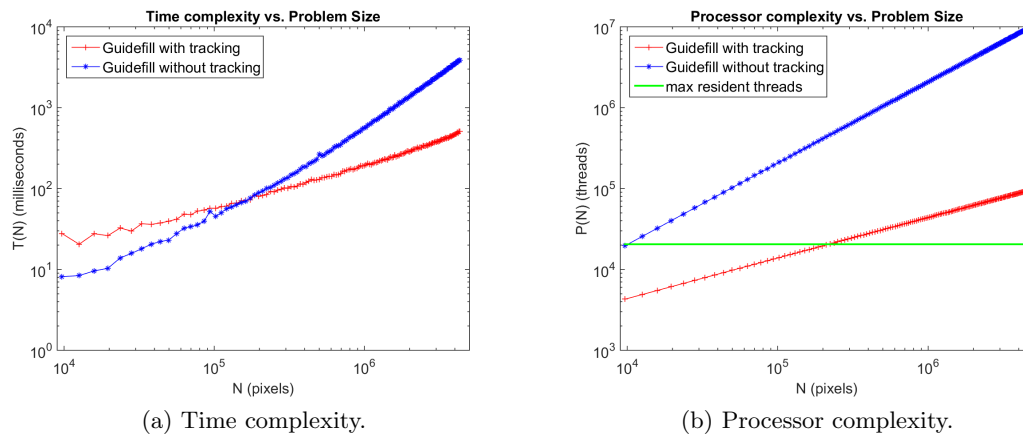 Time complexity vs. Problem Size
10^4
10^3
10^2
10^1
10^0
T(N) (milliseconds)
Guidefill with tracking
Guidefill without tracking
10^4
10^5
10^6
N (pixels)
(a) Time complexity.
Processor complexity vs. Problem Size
10^7
10^6
10^5
10^4
10^3
P(N) (threads)
Guidefill with tracking
Guidefill without tracking
max resident threads
10^4
10^5
10^6
N (pixels)
(b) Processor complexity.